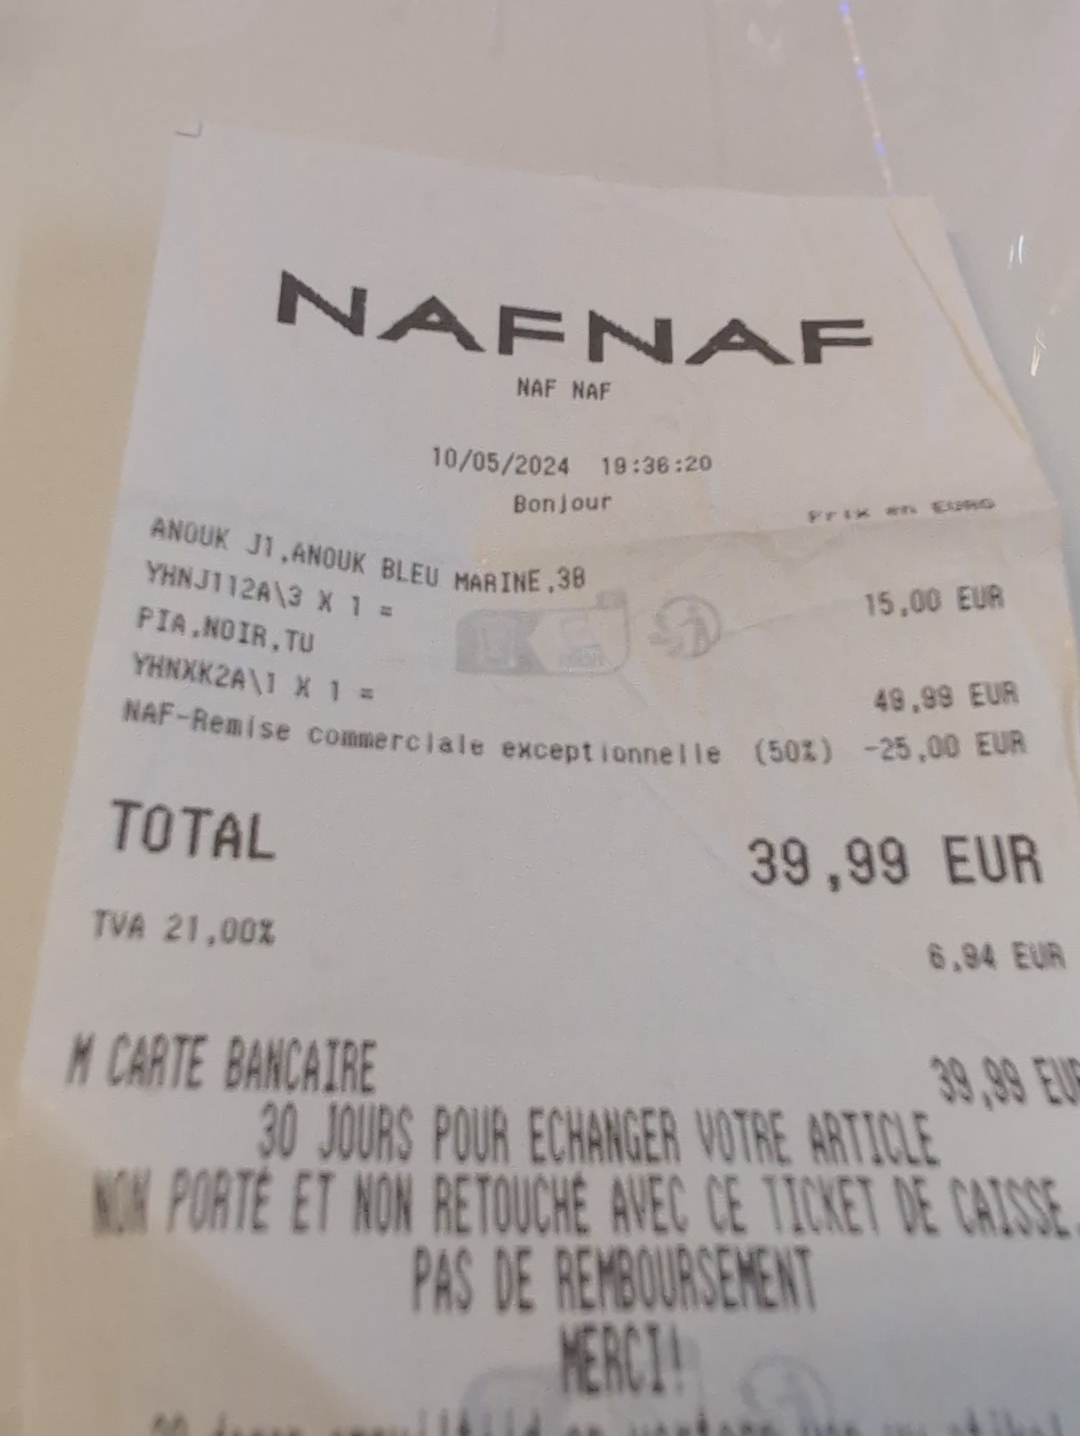 NAFNAF
NAF NAF
10/05/2024 19:36:20
Bonjour
Prix en EURO
ANOUK J1,ANOUK BLEU MARINE,38
YHNJ112A\3 X 1 =
15,00 EUR
PIA,NOIR,TU
YHNXK2A\1 X 1 =
49,99 EUR
NAF-Remise commerciale exceptionnelle (50%) -25,00 EUR
TOTAL 39,99 EUR
TVA 21,00%
6,94 EUR
M CARTE BANCAIRE 39,99 EUR
30 JOURS POUR ECHANGER VOTRE ARTICLE
NON PORTÉ ET NON RETOUCHÉ AVEC CE TICKET DE CAISSE.
PAS DE REMBOURSEMENT
MERCI!